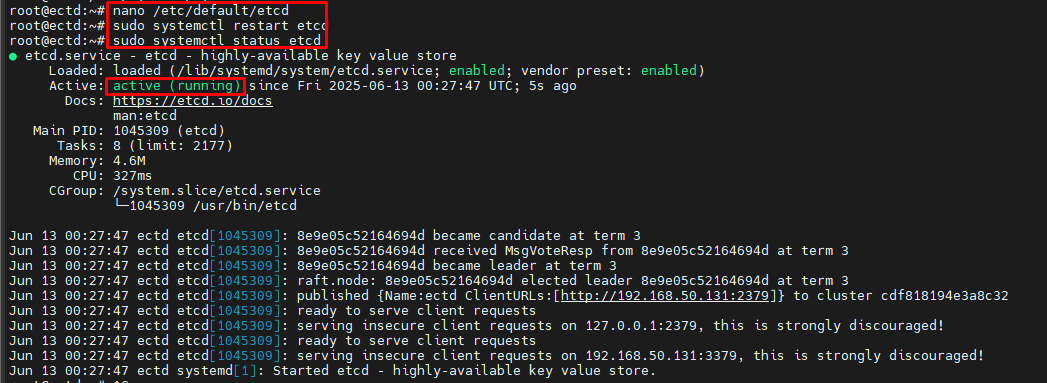 root@ectd:~# nano /etc/default/etcd
root@ectd:~# sudo systemctl restart etcd
root@ectd:~# sudo systemctl status etcd
● etcd.service - etcd - highly-available key value store
Loaded: loaded (/lib/systemd/system/etcd.service; enabled; vendor preset: enabled)
Active: active (running) since Fri 2025-06-13 00:27:47 UTC; 5s ago
Docs: https://etcd.io/docs
man:etcd
Main PID: 1045309 (etcd)
Tasks: 8 (limit: 2177)
Memory: 4.6M
CPU: 327ms
CGroup: /system.slice/etcd.service
└─1045309 /usr/bin/etcd
Jun 13 00:27:47 ectd etcd[1045309]: 8e9e05c52164694d became candidate at term 3
Jun 13 00:27:47 ectd etcd[1045309]: 8e9e05c52164694d received MsgVoteResp from 8e9e05c52164694d at term 3
Jun 13 00:27:47 ectd etcd[1045309]: 8e9e05c52164694d became leader at term 3
Jun 13 00:27:47 ectd etcd[1045309]: raft.node: 8e9e05c52164694d elected leader 8e9e05c52164694d at term 3
Jun 13 00:27:47 ectd etcd[1045309]: published {Name:ectd ClientURLs:[http://192.168.50.131:2379]} to cluster cdf818194e3a8c32
Jun 13 00:27:47 ectd etcd[1045309]: ready to serve client requests
Jun 13 00:27:47 ectd etcd[1045309]: serving insecure client requests on 127.0.0.1:2379, this is strongly discouraged!
Jun 13 00:27:47 ectd etcd[1045309]: ready to serve client requests
Jun 13 00:27:47 ectd etcd[1045309]: serving insecure client requests on 192.168.50.131:3379, this is strongly discouraged!
Jun 13 00:27:47 ectd systemd[1]: Started etcd - highly-available key value store.